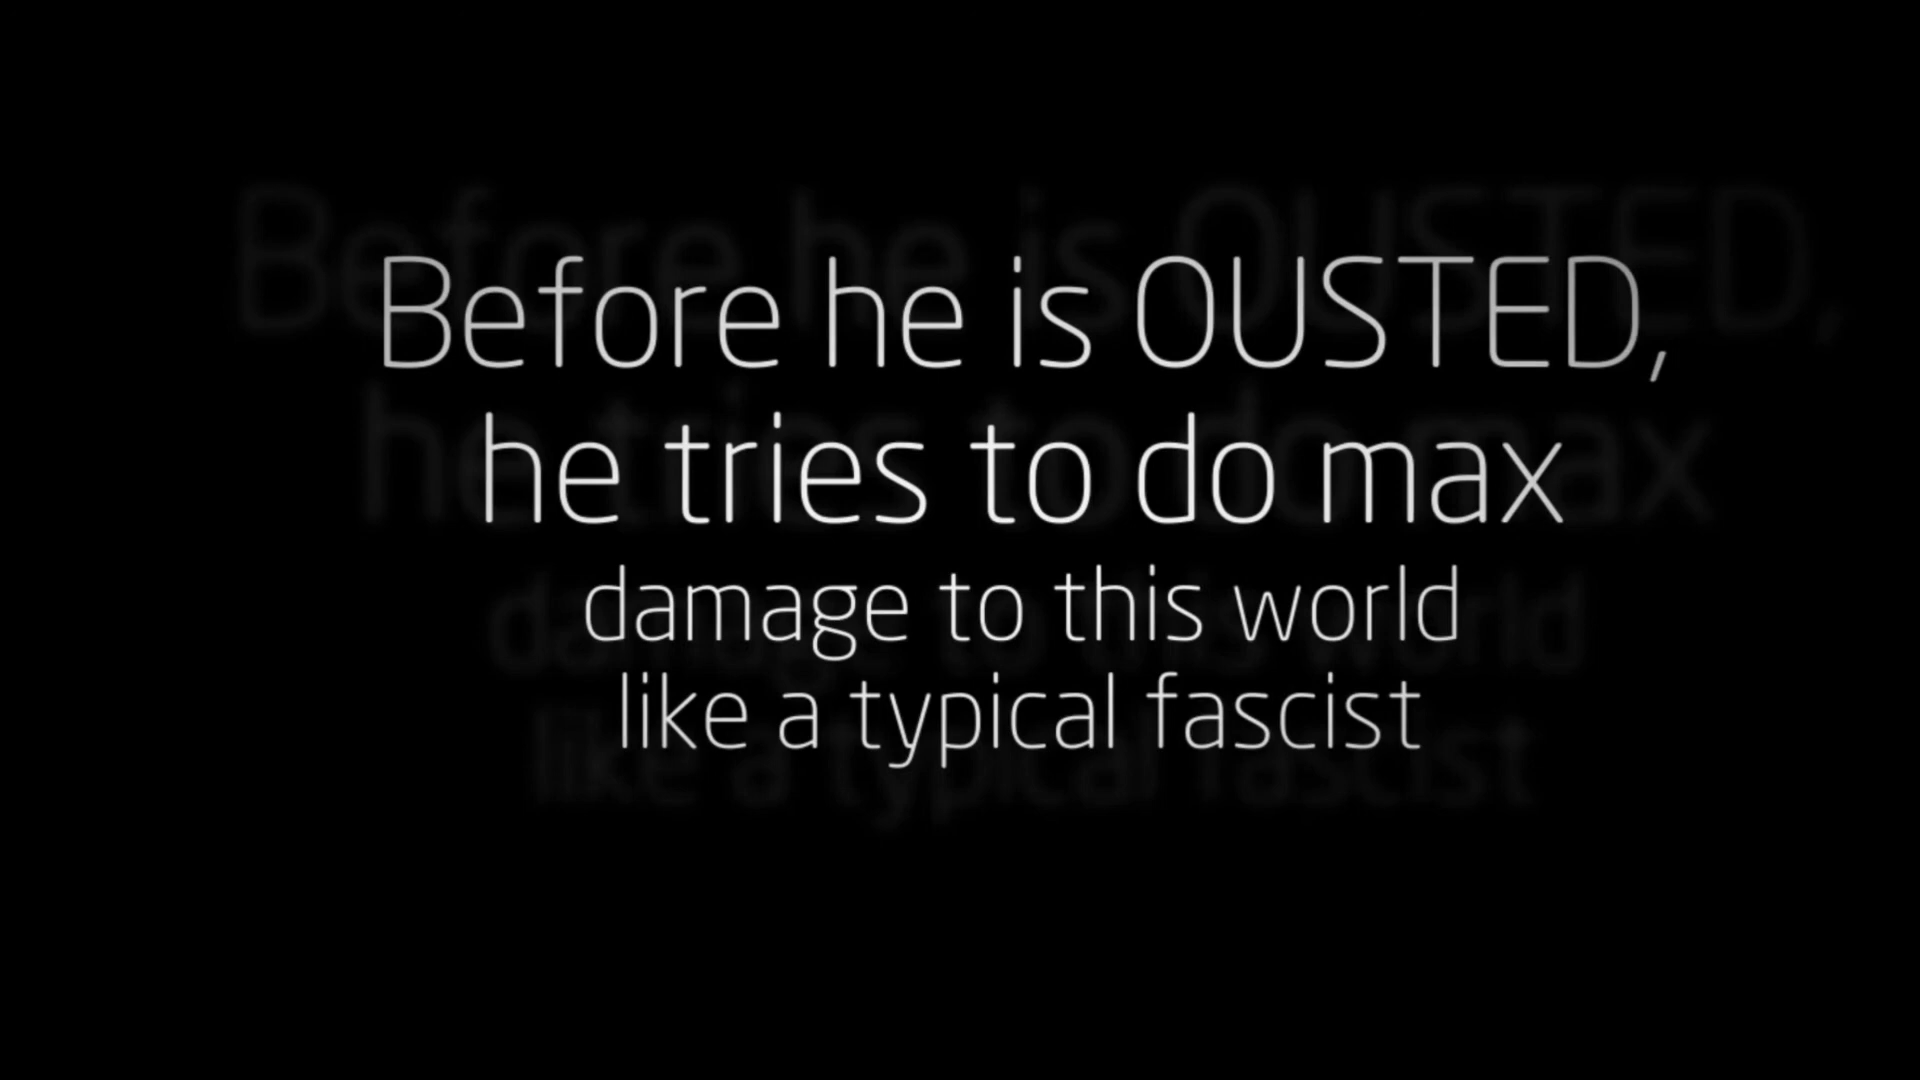 Before he is OUSTED,
he tries to do max
damage to this world
like a typical fascist